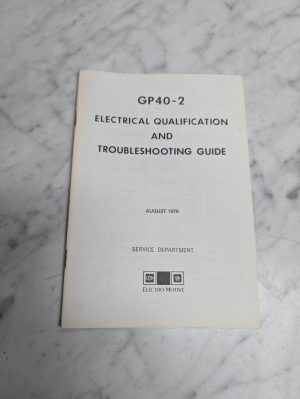 GP40-2
ELECTRICAL QUALIFICATION
AND
TROUBLESHOOTING GUIDE
AUGUST 1978
SERVICE DEPARTMENT
ELECTRO-MOTIVE